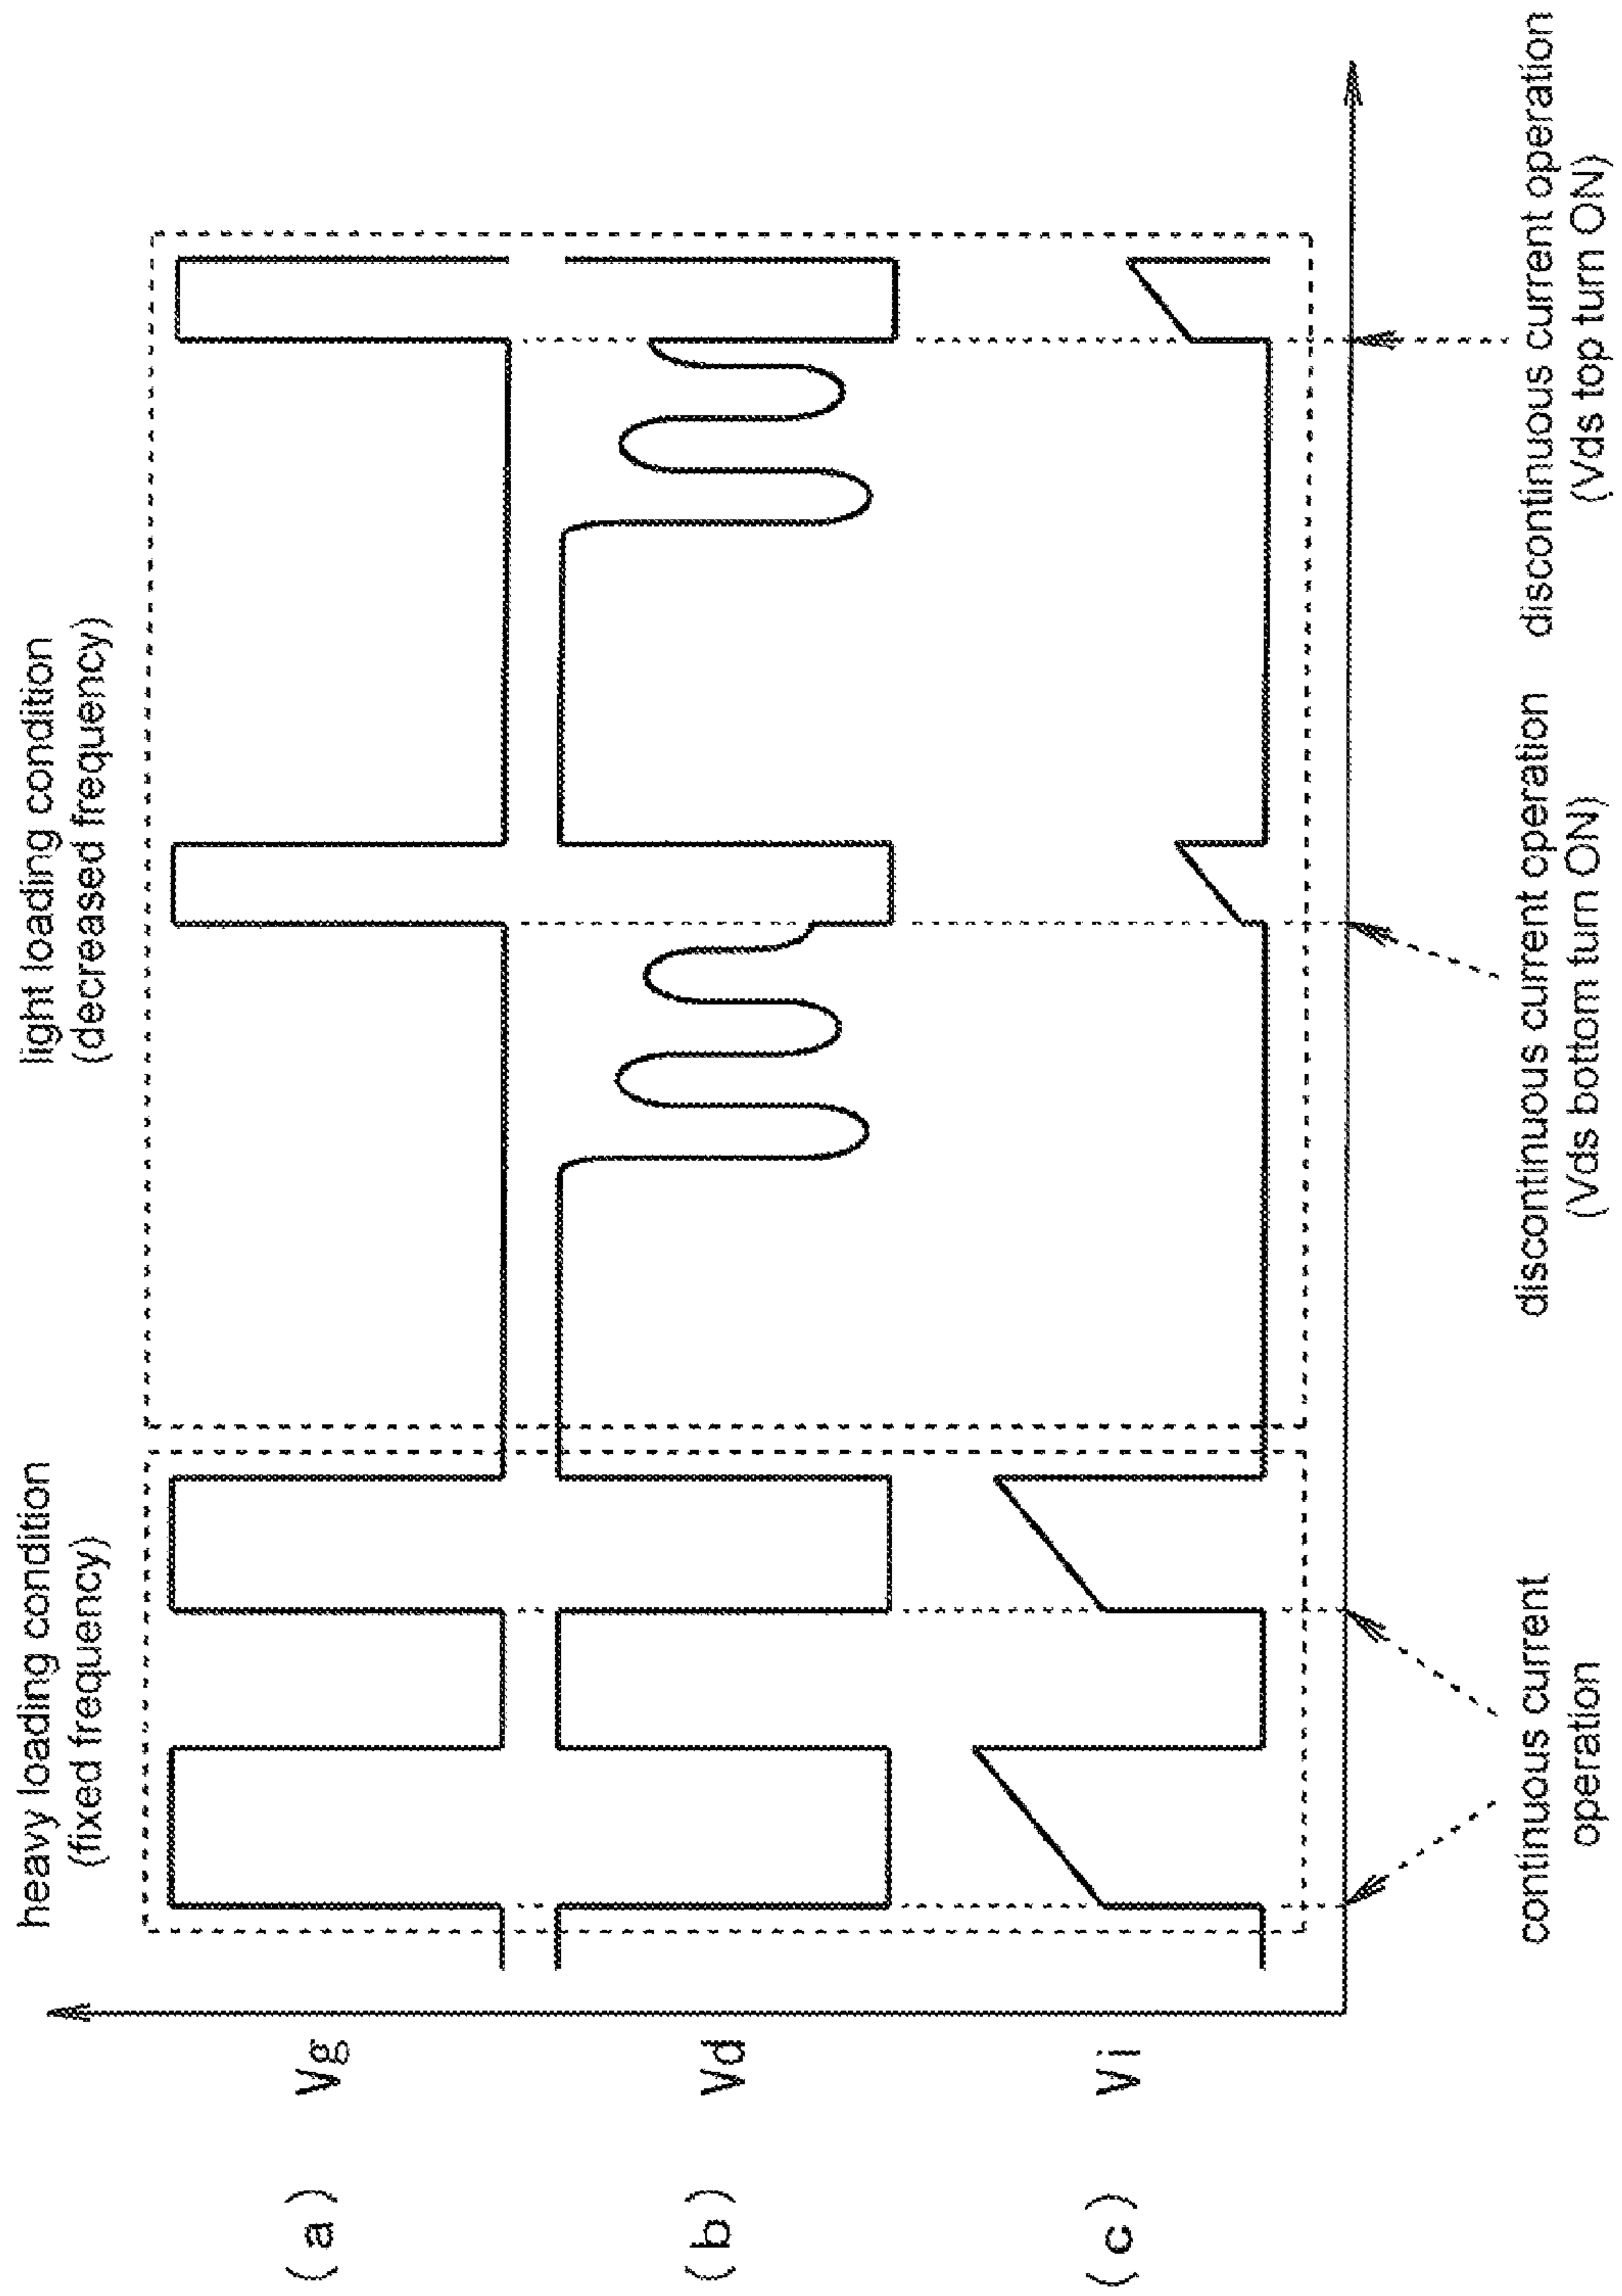 heavy loading condition
(fixed frequency)
light loading condition
(decreased frequency)
(a) Vg
(b) Vd
(c) Vi
continuous current
operation
discontinuous current operation
(Vds bottom turn ON)
discontinuous current operation
(Vds top turn ON)